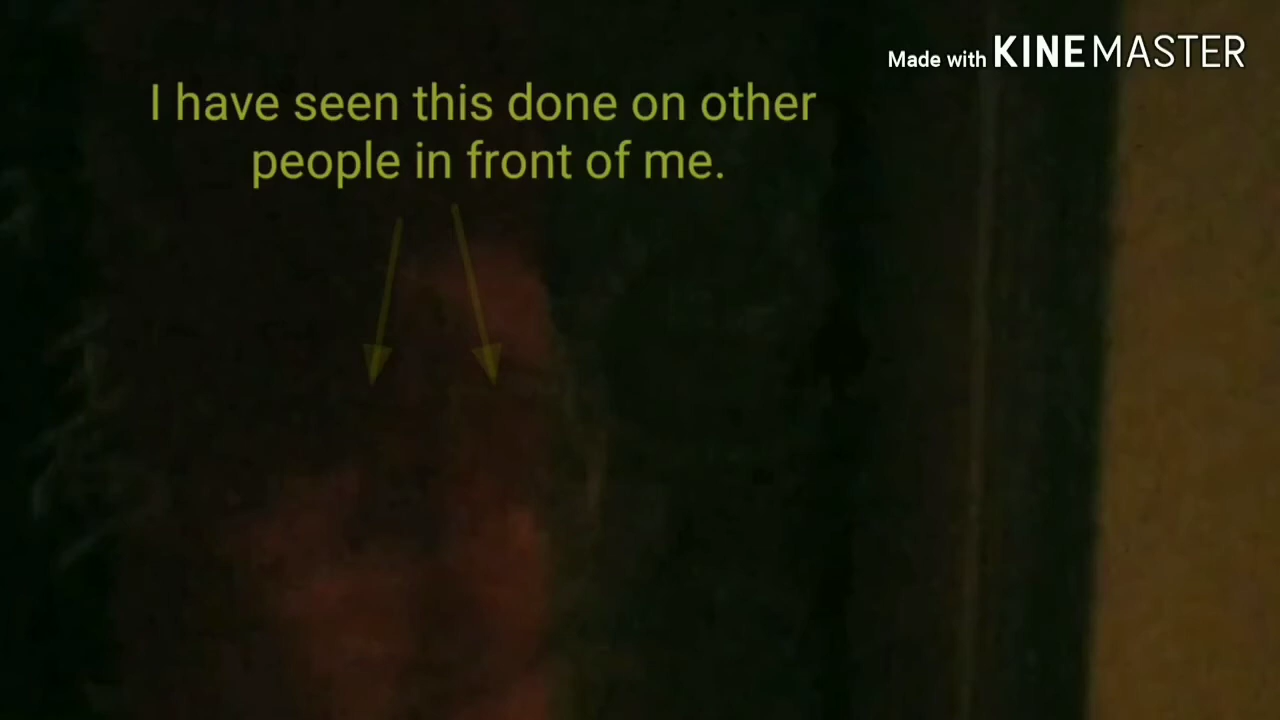 Made with KINEMASTER
I have seen this done on other
people in front of me.